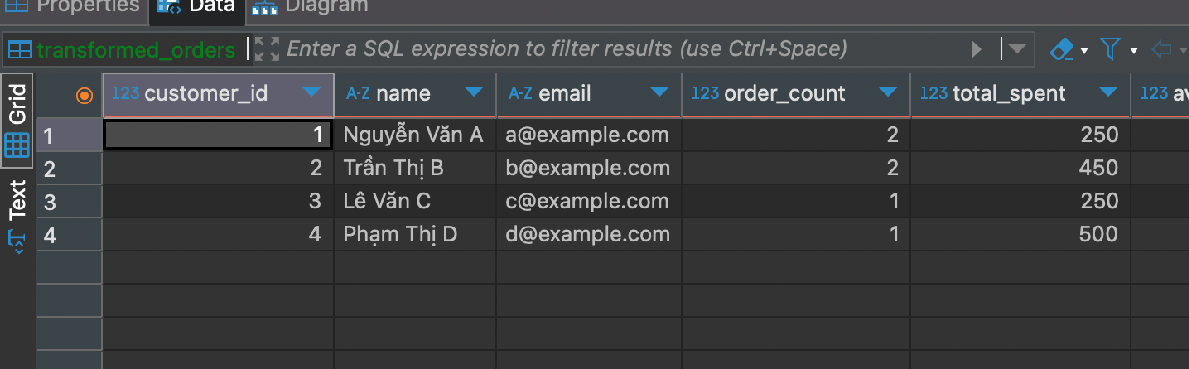 Properties Data Diagram
transformed_orders Enter a SQL expression to filter results (use Ctrl+Space)
Grid
Text
123 customer_id A-Z name A-Z email 123 order_count 123 total_spent 123
1 1 Nguyễn Văn A a@example.com 2 250
2 2 Trần Thị B b@example.com 2 450
3 3 Lê Văn C c@example.com 1 250
4 4 Phạm Thị D d@example.com 1 500